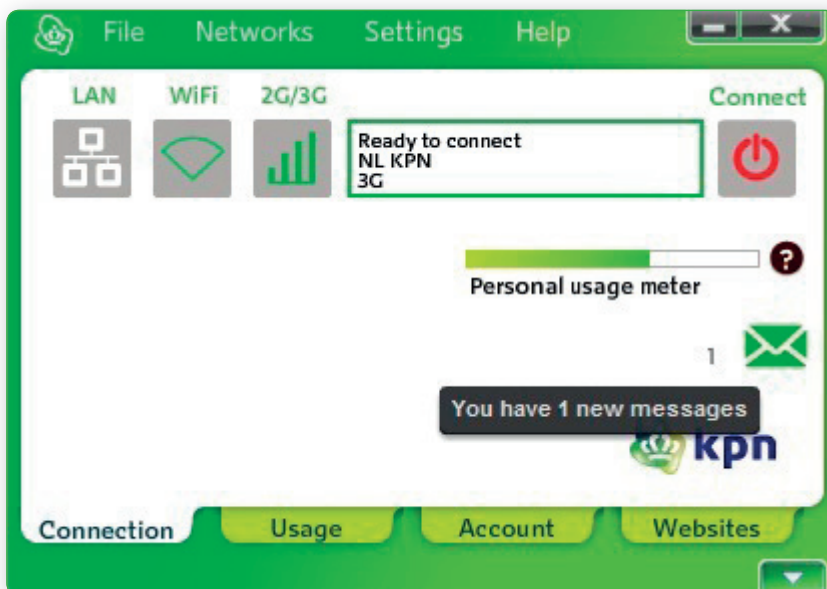 File Networks Settings Help
LAN WiFi 2G/3G Connect
Ready to connect
NL KPN
3G
?
Personal usage meter
1
You have 1 new messages
kpn
Connection Usage Account Websites